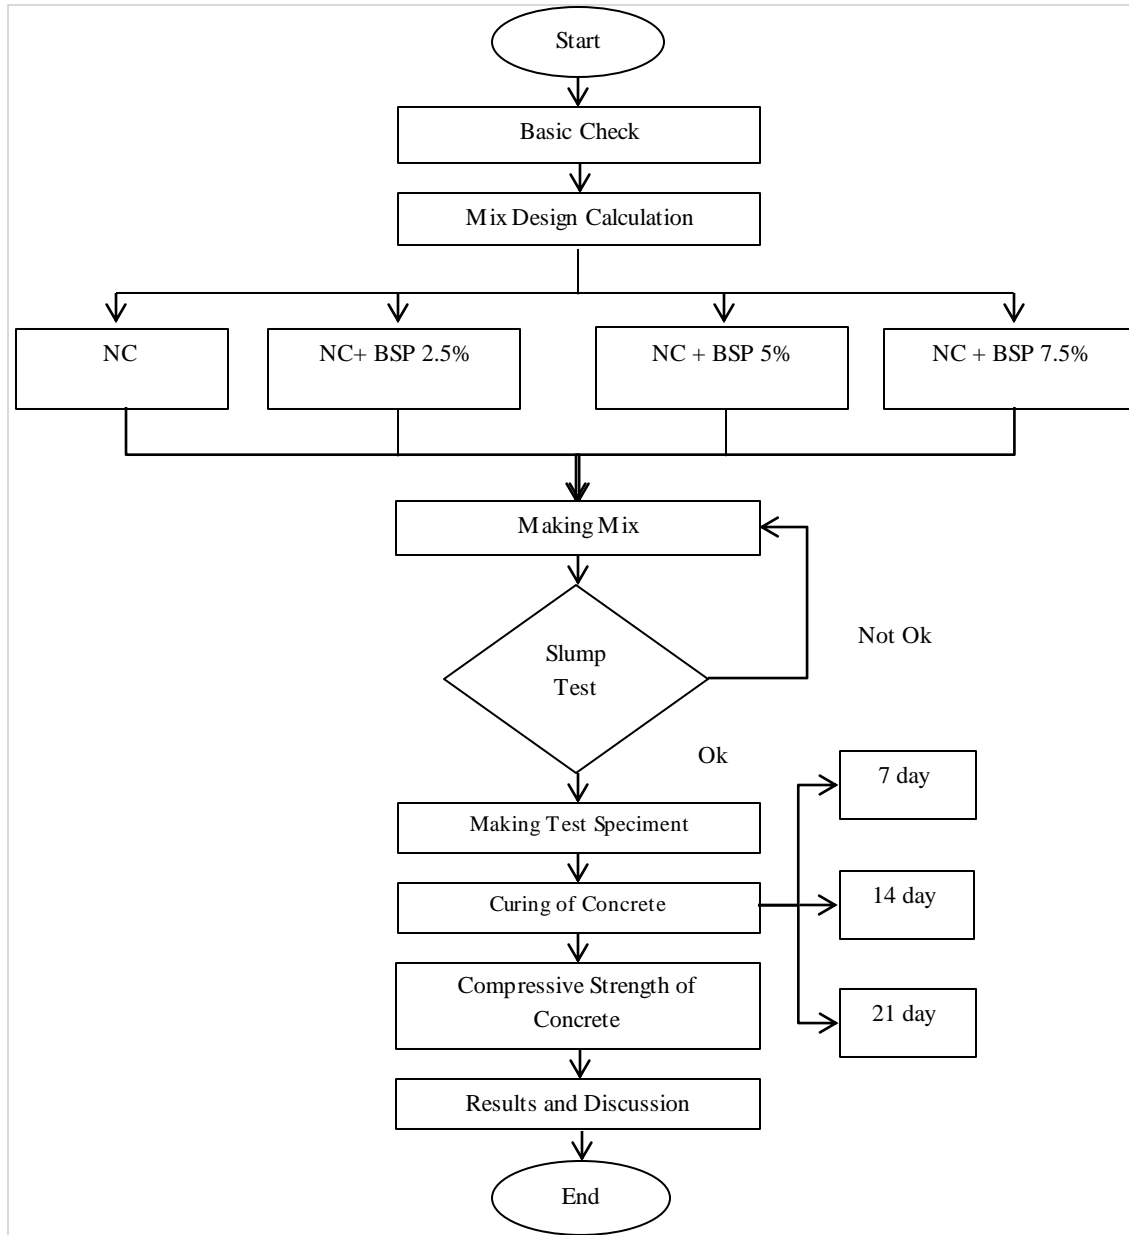 Start
Basic Check
Mix Design Calculation
NC
NC+ BSP 2.5%
NC + BSP 5%
NC + BSP 7.5%
Making Mix
Slump
Test
Not Ok
Ok
7 day
Making Test Speciment
Curing of Concrete
14 day
Compressive Strength of
Concrete
21 day
Results and Discussion
End